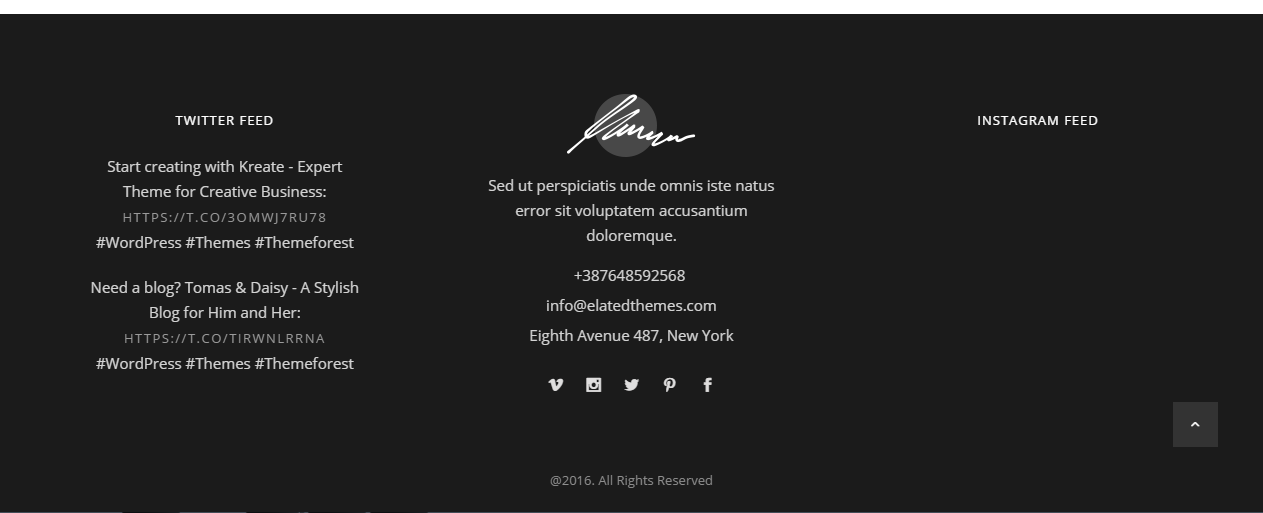 TWITTER FEED
Start creating with Kreate - Expert
Theme for Creative Business:
HTTPS://T.CO/3OMWJ7RU78
#WordPress #Themes #Themeforest
Need a blog? Tomas & Daisy - A Stylish
Blog for Him and Her:
HTTPS://T.CO/TIRWNLRRNA
#WordPress #Themes #Themeforest
Sed ut perspiciatis unde omnis iste natus
error sit voluptatem accusantium
doloremque.
+387648592568
info@elatedthemes.com
Eighth Avenue 487, New York
INSTAGRAM FEED
@2016. All Rights Reserved